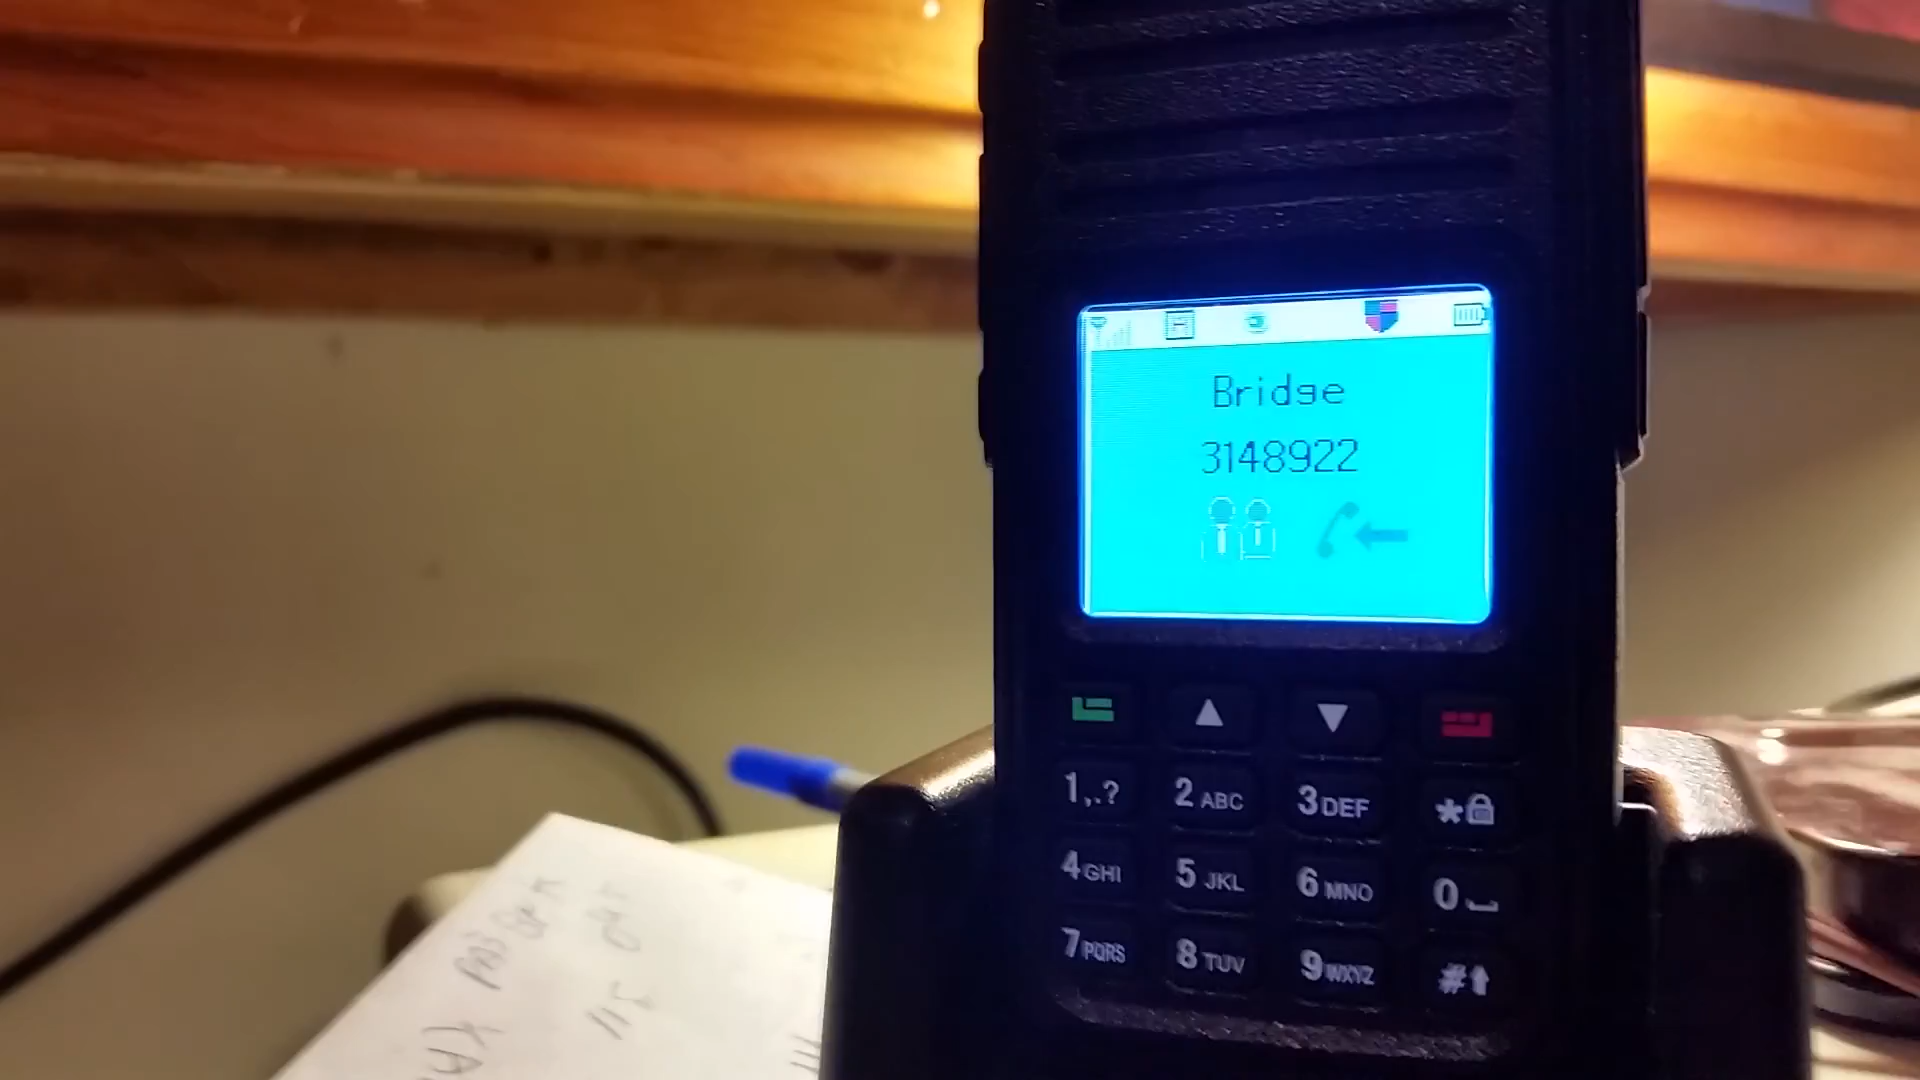 H
Bridge
3148922
1,.? 2 ABC 3 DEF *
4 GHI 5 JKL 6 MNO 0
7 PQRS 8 TUV 9 WXYZ #